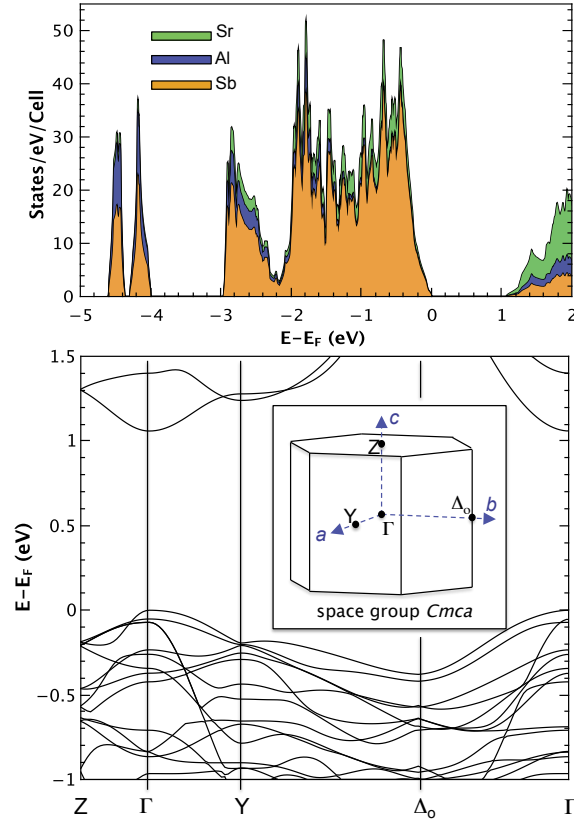 50
40
30
20
10
0
States/eV/Cell
Sr
Al
Sb
−5 −4 −3 −2 −1 0 1 2
E−E_F (eV)
1.5
1
0.5
0
−0.5
−1
E−E_F (eV)
c
Z
Δ_o
b
Y
a
Γ
space group Cmca
Z Γ Y Δ_o Γ